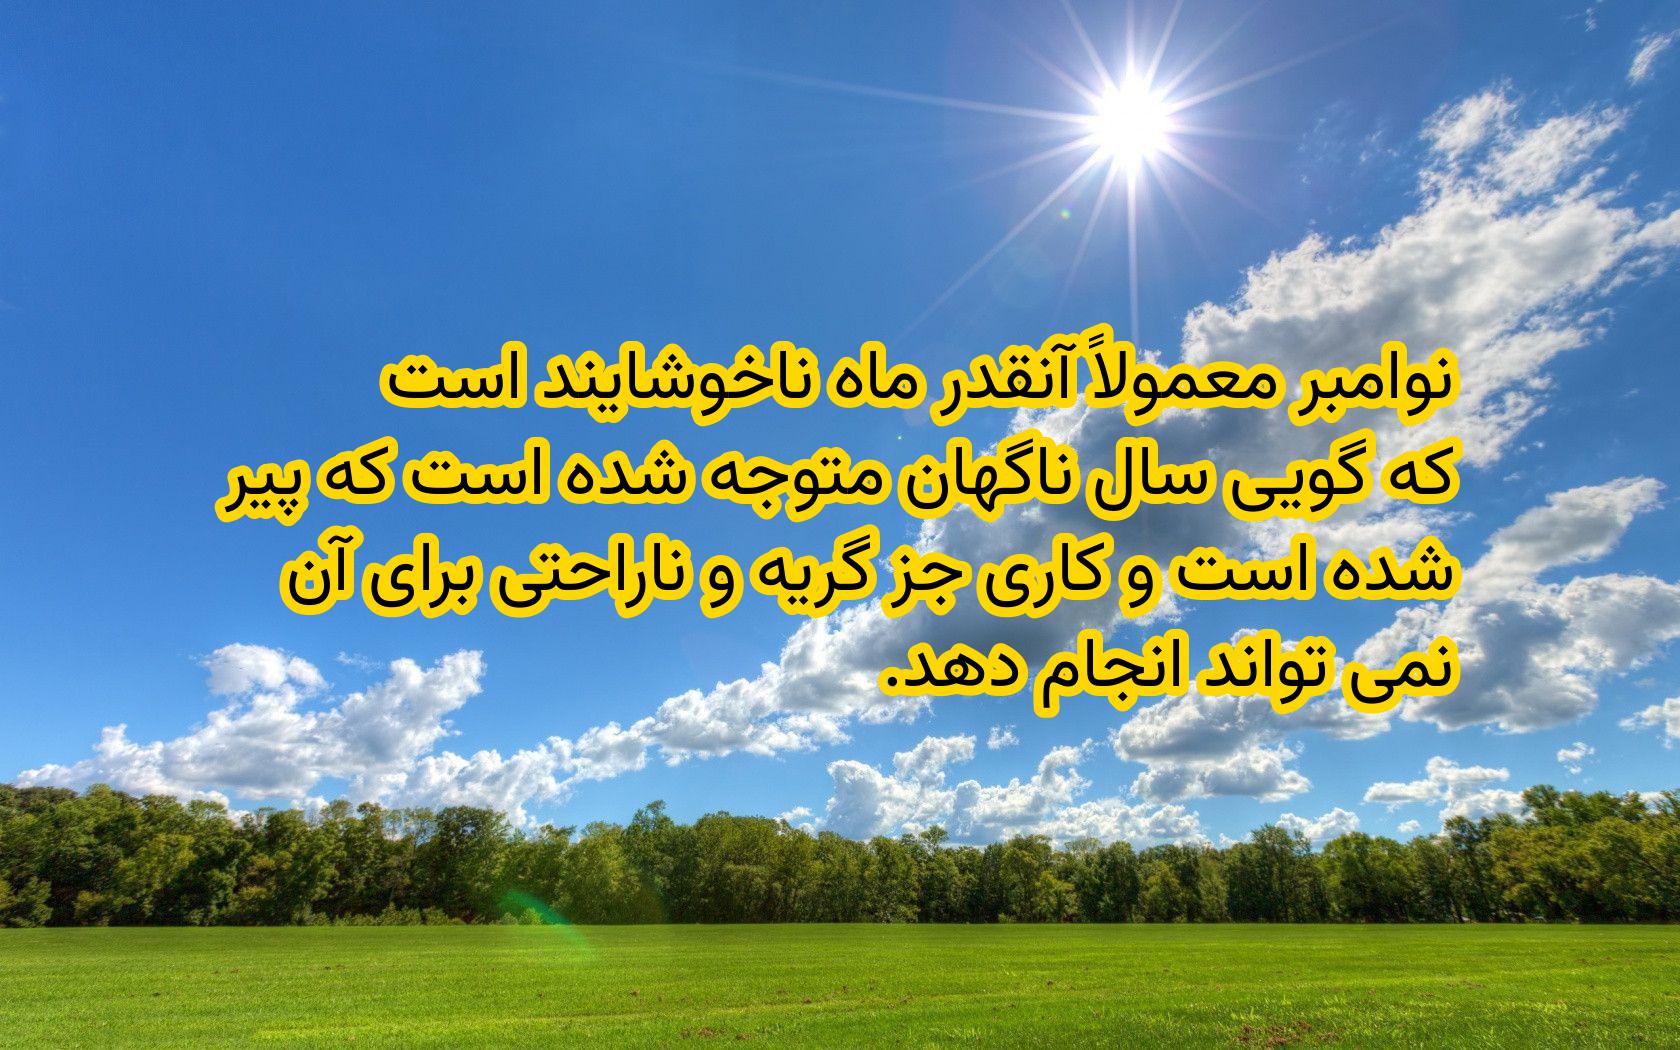 نوامبر معمولاً آنقدر ماه ناخوشایند است
که گویی سال ناگهان متوجه شده است که پیر
شده است و کاری جز گریه و ناراحتی برای آن
نمی تواند انجام دهد.